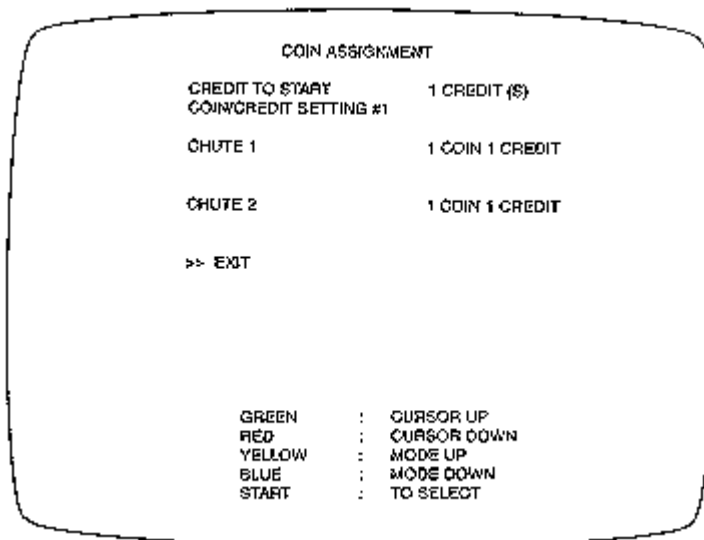 COIN ASSIGNMENT
CREDIT TO START 1 CREDIT (S)
COIN/CREDIT SETTING #1
CHUTE 1 1 COIN 1 CREDIT
CHUTE 2 1 COIN 1 CREDIT
>> EXIT
GREEN : CURSOR UP
RED : CURSOR DOWN
YELLOW : MODE UP
BLUE : MODE DOWN
START : TO SELECT